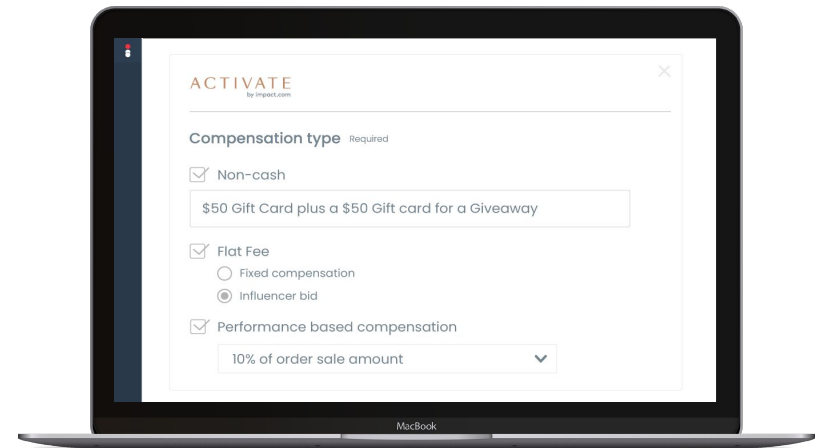 ACTIVATE
by impact.com
Compensation type Required
Non-cash
$50 Gift Card plus a $50 Gift card for a Giveaway
Flat Fee
Fixed compensation
Influencer bid
Performance based compensation
10% of order sale amount
MacBook